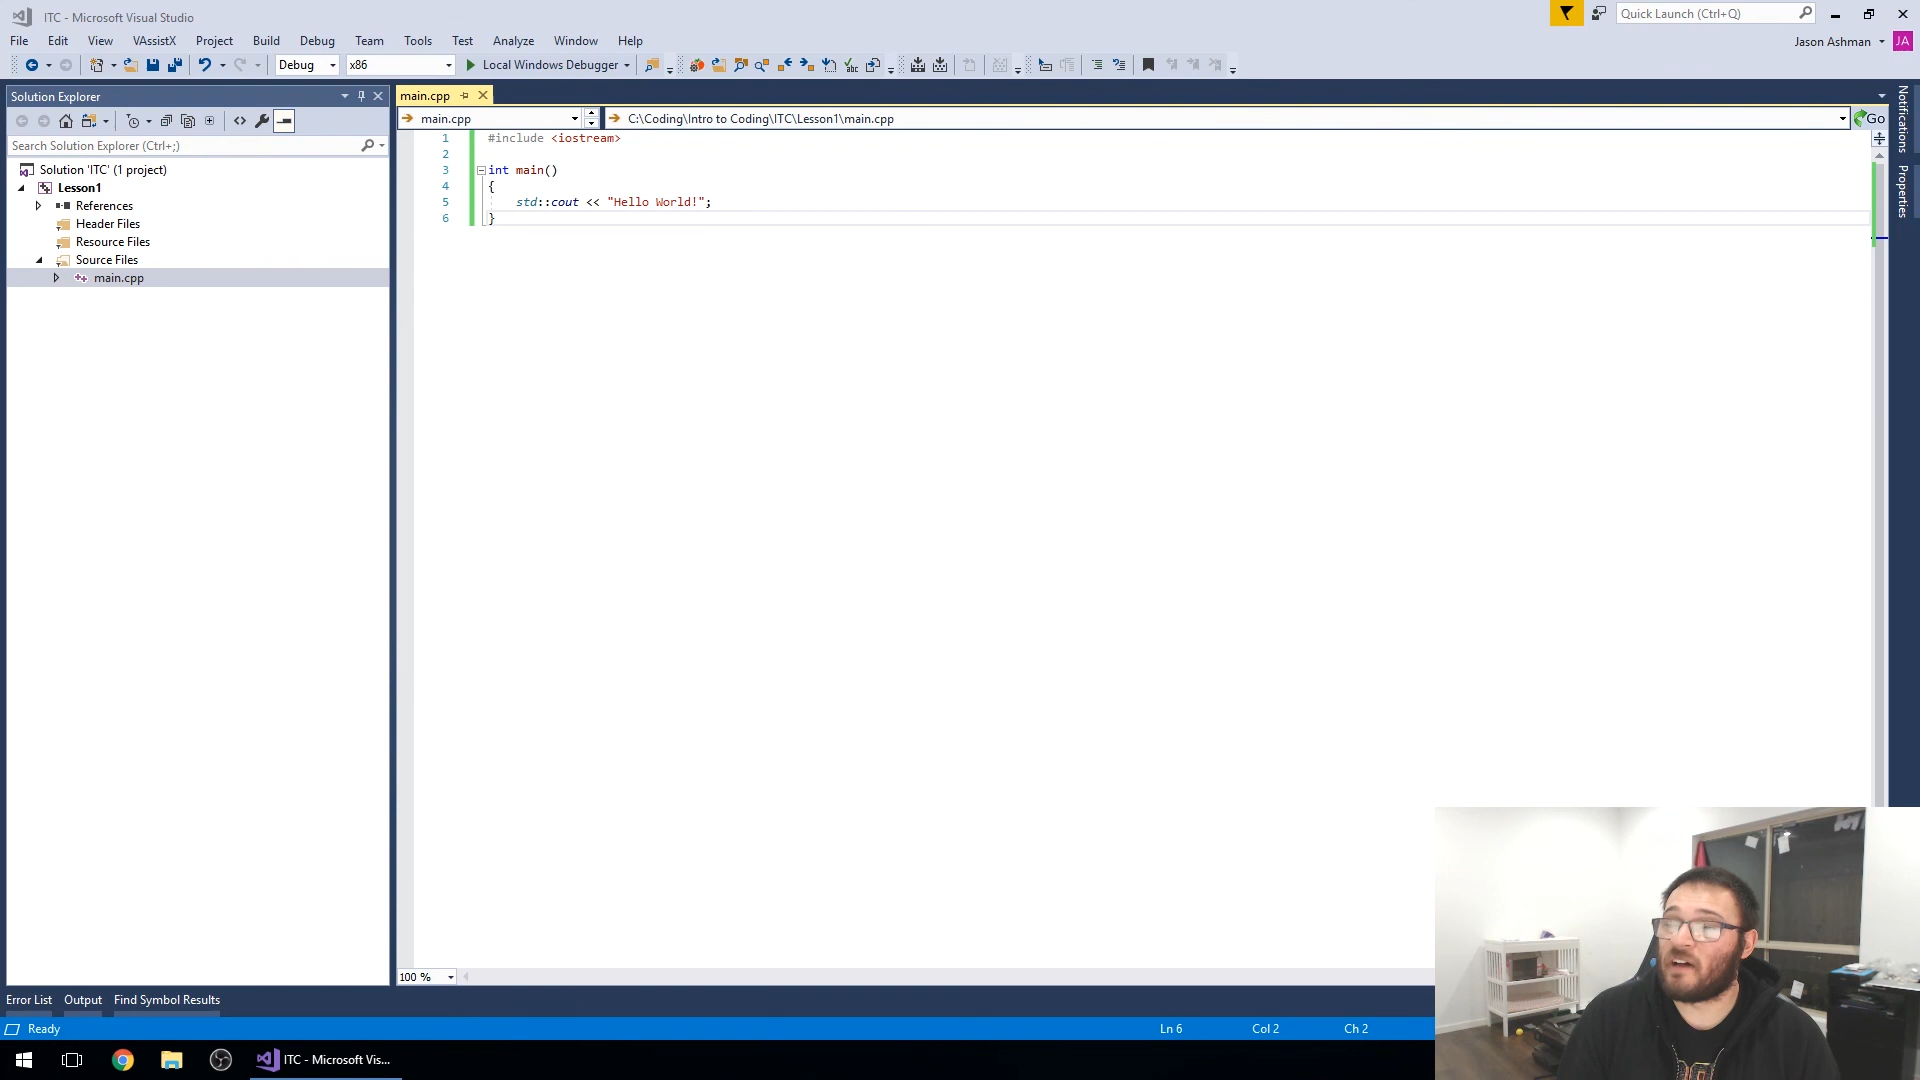 ITC - Microsoft Visual Studio
Quick Launch (Ctrl+Q)
File Edit View VAssistX Project Build Debug Team Tools Test Analyze Window Help
Jason Ashman JA
Debug x86 Local Windows Debugger
Solution Explorer
Search Solution Explorer (Ctrl+;)
Solution 'ITC' (1 project)
Lesson1
References
Header Files
Resource Files
Source Files
main.cpp
main.cpp
main.cpp C:\Coding\Intro to Coding\ITC\Lesson1\main.cpp Go
1 #include <iostream>
2
3 int main()
4 {
5 std::cout << "Hello World!";
6 }
Notifications
Properties
100 %
Error List Output Find Symbol Results
Ready Ln 6 Col 2 Ch 2
ITC - Microsoft Vis...